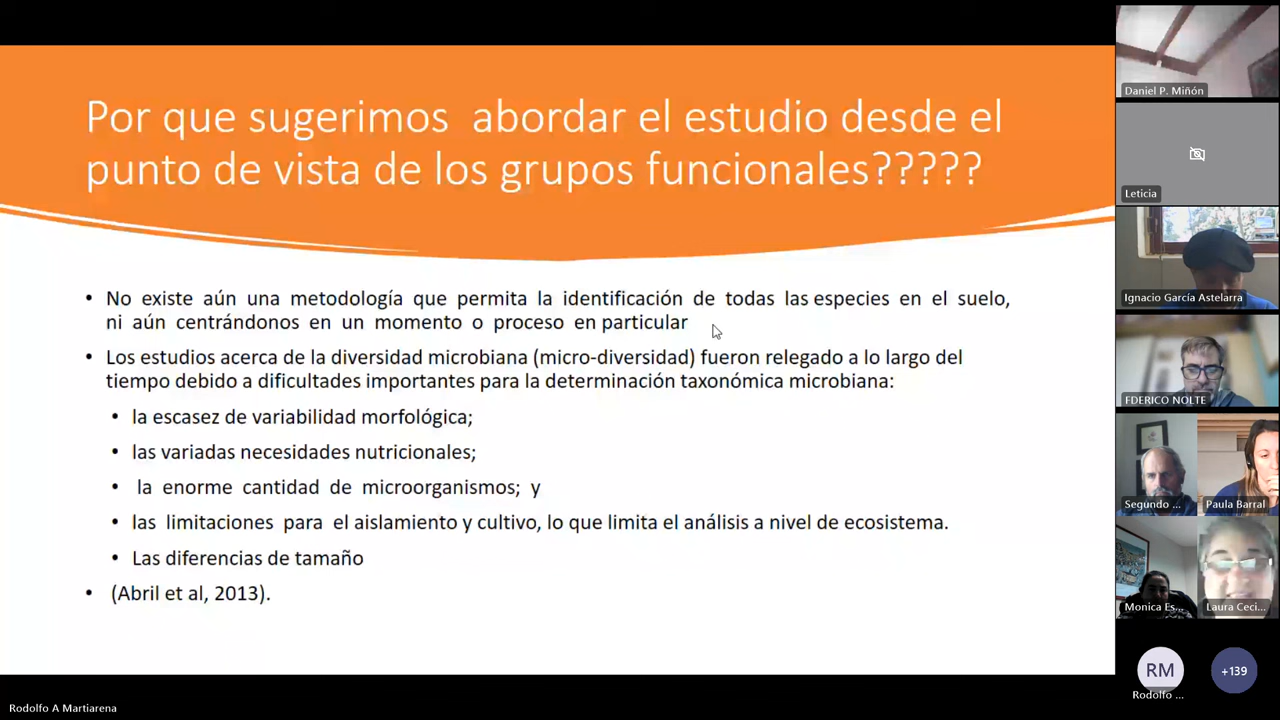 Por que sugerimos abordar el estudio desde el
punto de vista de los grupos funcionales?????
• No existe aún una metodología que permita la identificación de todas las especies en el suelo,
ni aún centrándonos en un momento o proceso en particular
• Los estudios acerca de la diversidad microbiana (micro-diversidad) fueron relegado a lo largo del
tiempo debido a dificultades importantes para la determinación taxonómica microbiana:
• la escasez de variabilidad morfológica;
• las variadas necesidades nutricionales;
• la enorme cantidad de microorganismos; y
• las limitaciones para el aislamiento y cultivo, lo que limita el análisis a nivel de ecosistema.
• Las diferencias de tamaño
• (Abril et al, 2013).
Daniel P. Miñón
Leticia
Ignacio García Astelarra
FDERICO NOLTE
Segundo ...
Paula Barral
Monica Es...
Laura Ceci...
RM
+139
Rodolfo ...
Rodolfo A Martiarena